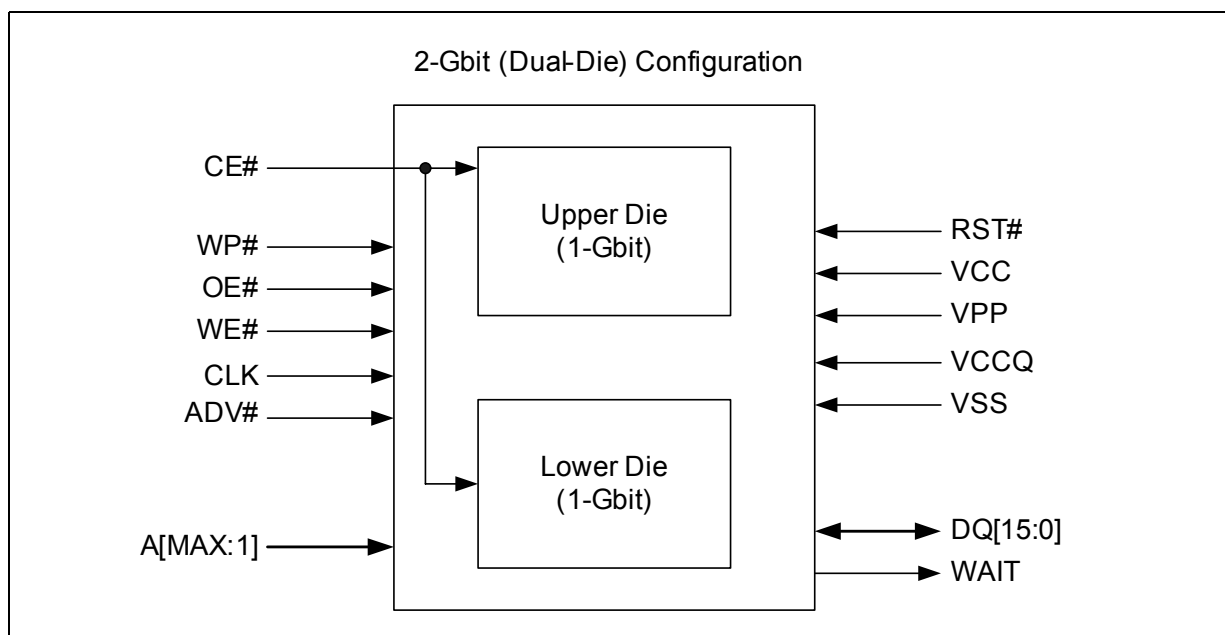 2-Gbit (Dual-Die) Configuration
CE#
WP#
OE#
WE#
CLK
ADV#
A[MAX:1]
Upper Die
(1-Gbit)
Lower Die
(1-Gbit)
RST#
VCC
VPP
VCCQ
VSS
DQ[15:0]
WAIT